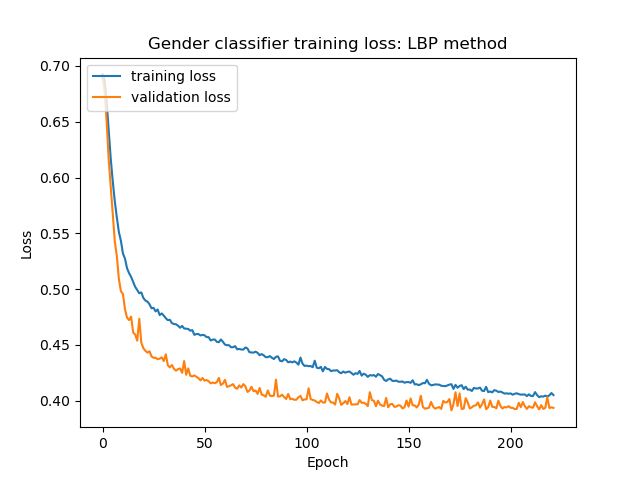 Gender classifier training loss: LBP method
training loss
validation loss
0.70
0.65
0.60
0.55
0.50
0.45
0.40
Loss
0
50
100
150
200
Epoch